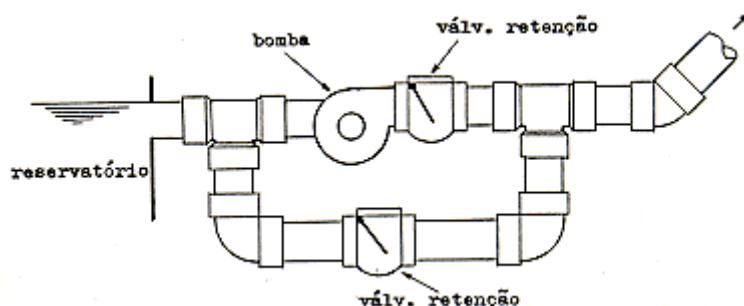 válv. retenção
bomba
reservatório
válv. retenção